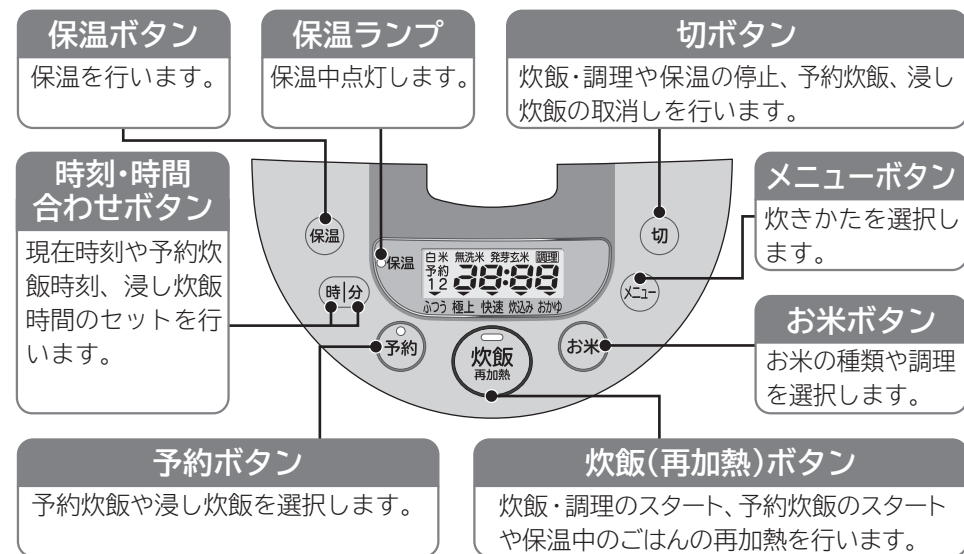 保温ボタン
保温を行います。
保温ランプ
保温中点灯します。
切ボタン
炊飯・調理や保温の停止、予約炊飯、浸し
炊飯の取消しを行います。
時刻・時間
合わせボタン
現在時刻や予約炊
飯時刻、浸し炊飯
時間のセットを行
います。
メニューボタン
炊きかたを選択し
ます。
お米ボタン
お米の種類や調理
を選択します。
保温
切
保温
白米 無洗米 発芽玄米 調理
予約
12
38:88
ふつう 極上 快速 炊込み おかゆ
時 分
メニュー
予約
炊飯
再加熱
お米
予約ボタン
予約炊飯や浸し炊飯を選択します。
炊飯(再加熱)ボタン
炊飯・調理のスタート、予約炊飯のスタート
や保温中のごはんの再加熱を行います。